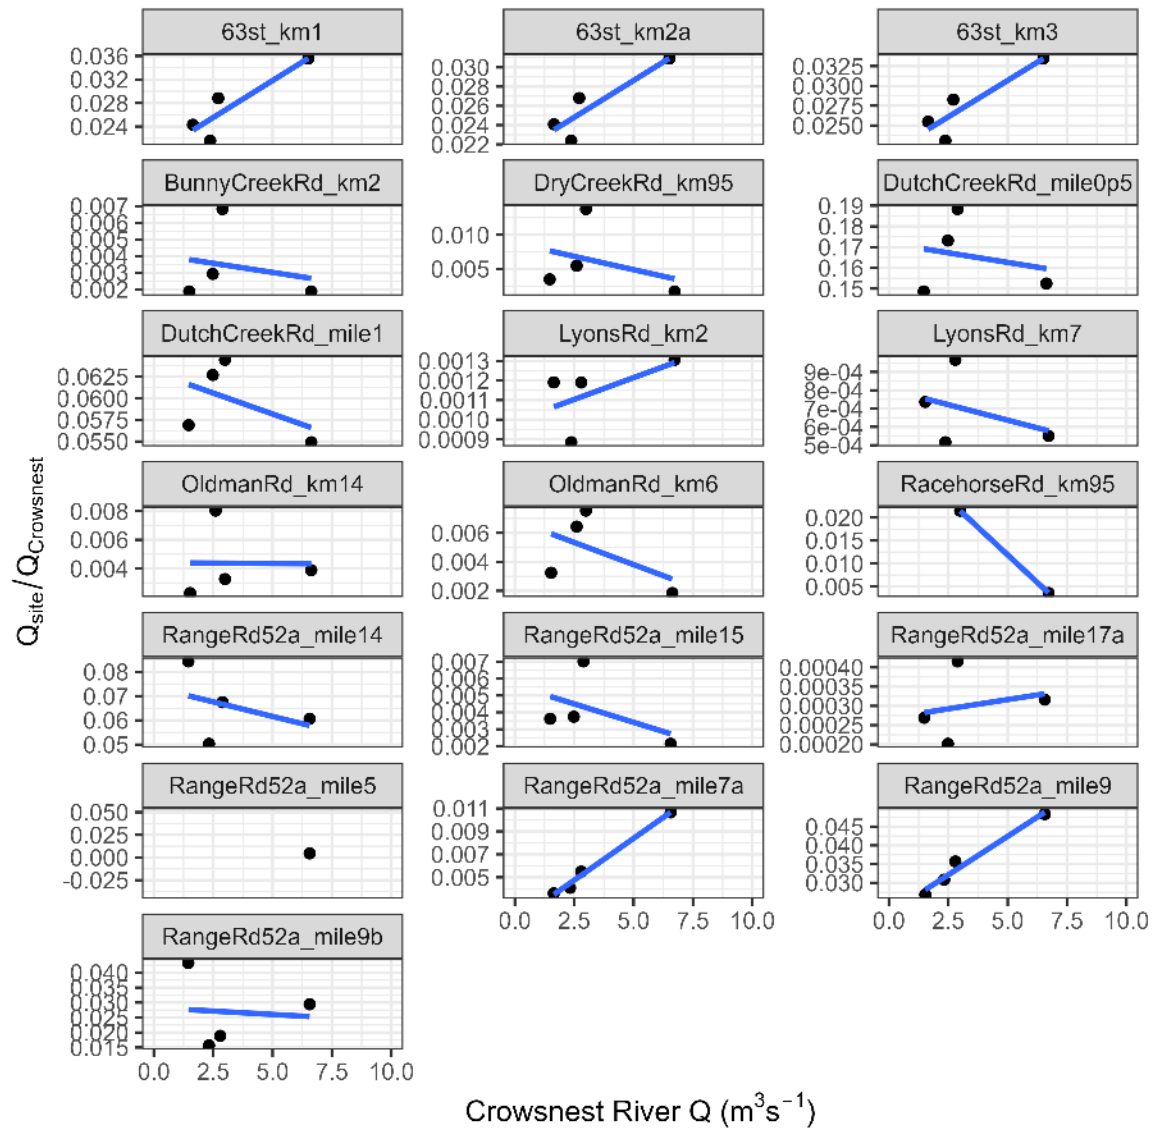 63st_km1
63st_km2a
63st_km3
0.036
0.032
0.028
0.024
0.030
0.028
0.026
0.024
0.022
0.0325
0.0300
0.0275
0.0250
BunnyCreekRd_km2
DryCreekRd_km95
DutchCreekRd_mile0p5
0.007
0.006
0.005
0.004
0.003
0.002
0.010
0.005
0.19
0.18
0.17
0.16
0.15
DutchCreekRd_mile1
LyonsRd_km2
LyonsRd_km7
0.0625
0.0600
0.0575
0.0550
0.0013
0.0012
0.0011
0.0010
0.0009
9e-04
8e-04
7e-04
6e-04
5e-04
OldmanRd_km14
OldmanRd_km6
RacehorseRd_km95
0.008
0.006
0.004
0.006
0.004
0.002
0.020
0.015
0.010
0.005
RangeRd52a_mile14
RangeRd52a_mile15
RangeRd52a_mile17a
0.08
0.07
0.06
0.05
0.007
0.006
0.005
0.004
0.003
0.002
0.00040
0.00035
0.00030
0.00025
0.00020
RangeRd52a_mile5
RangeRd52a_mile7a
RangeRd52a_mile9
0.050
0.025
0.000
-0.025
0.011
0.009
0.007
0.005
0.045
0.040
0.035
0.030
0.0 2.5 5.0 7.5 10.0
0.0 2.5 5.0 7.5 10.0
RangeRd52a_mile9b
0.040
0.035
0.030
0.025
0.020
0.015
0.0 2.5 5.0 7.5 10.0
Crowsnest River Q (m³s⁻¹)
Qsite/QCrowsnest